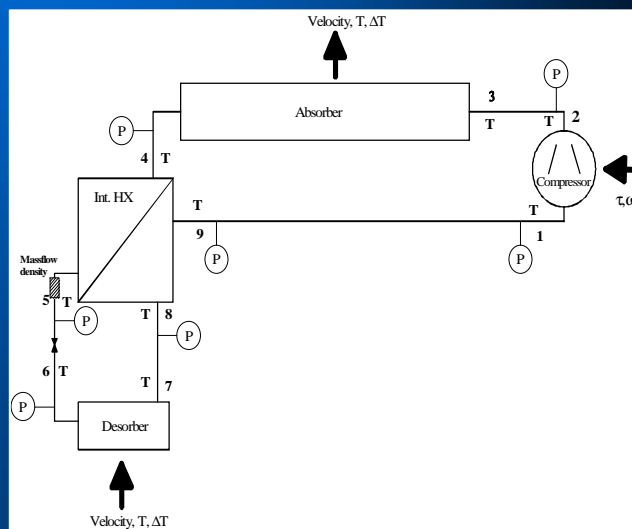 Velocity, T, ΔT
P
3
P
Absorber
T
T
2
4
T
Compressor
Int. HX
T
T
τ,ω
9
1
P
P
Massflow
density
5
T
T
8
P
P
6
T
T
7
P
Desorber
Velocity, T, ΔT